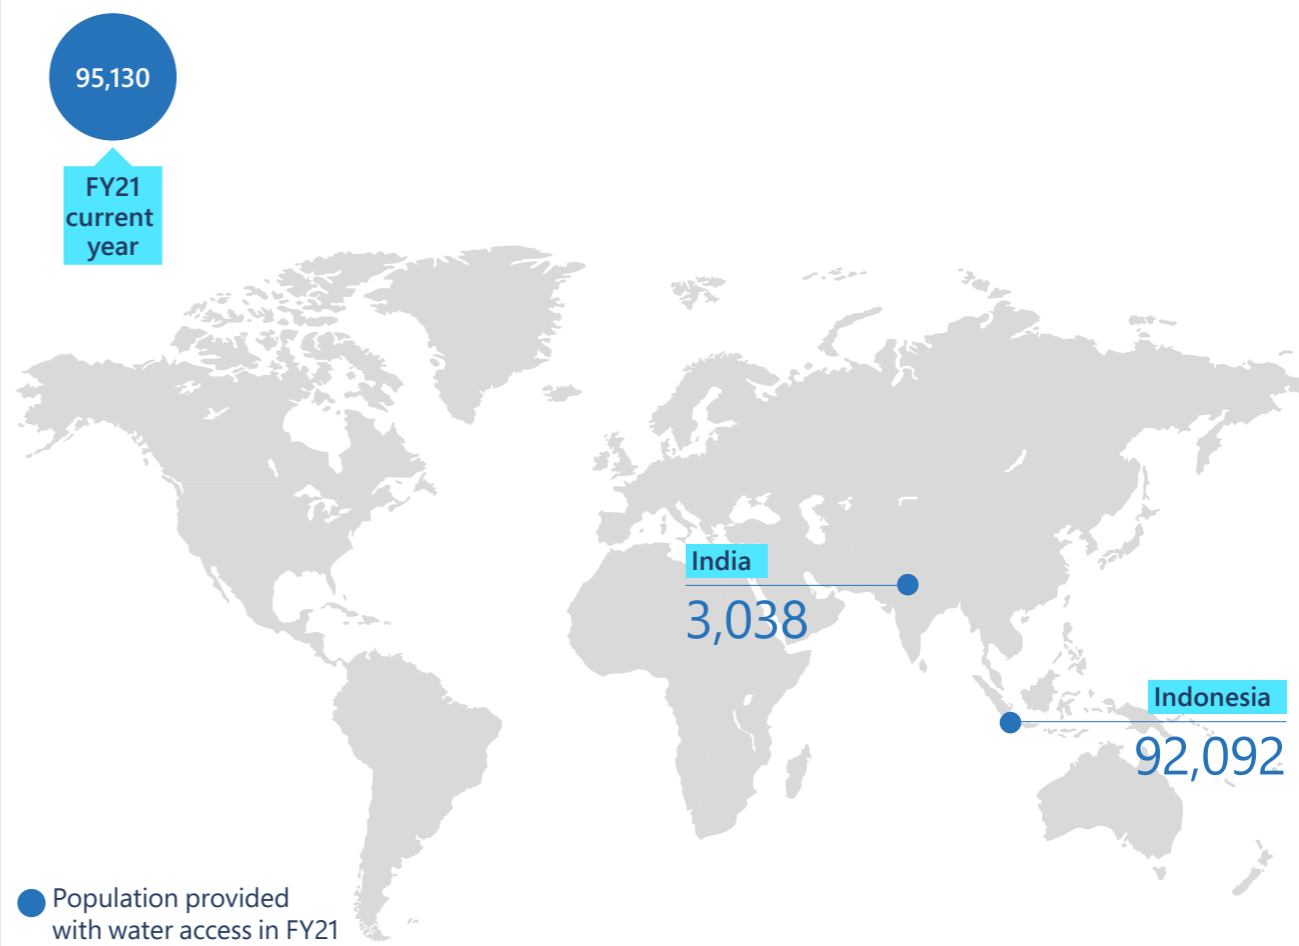 95,130
FY21
current
year
India
3,038
Indonesia
92,092
Population provided
with water access in FY21